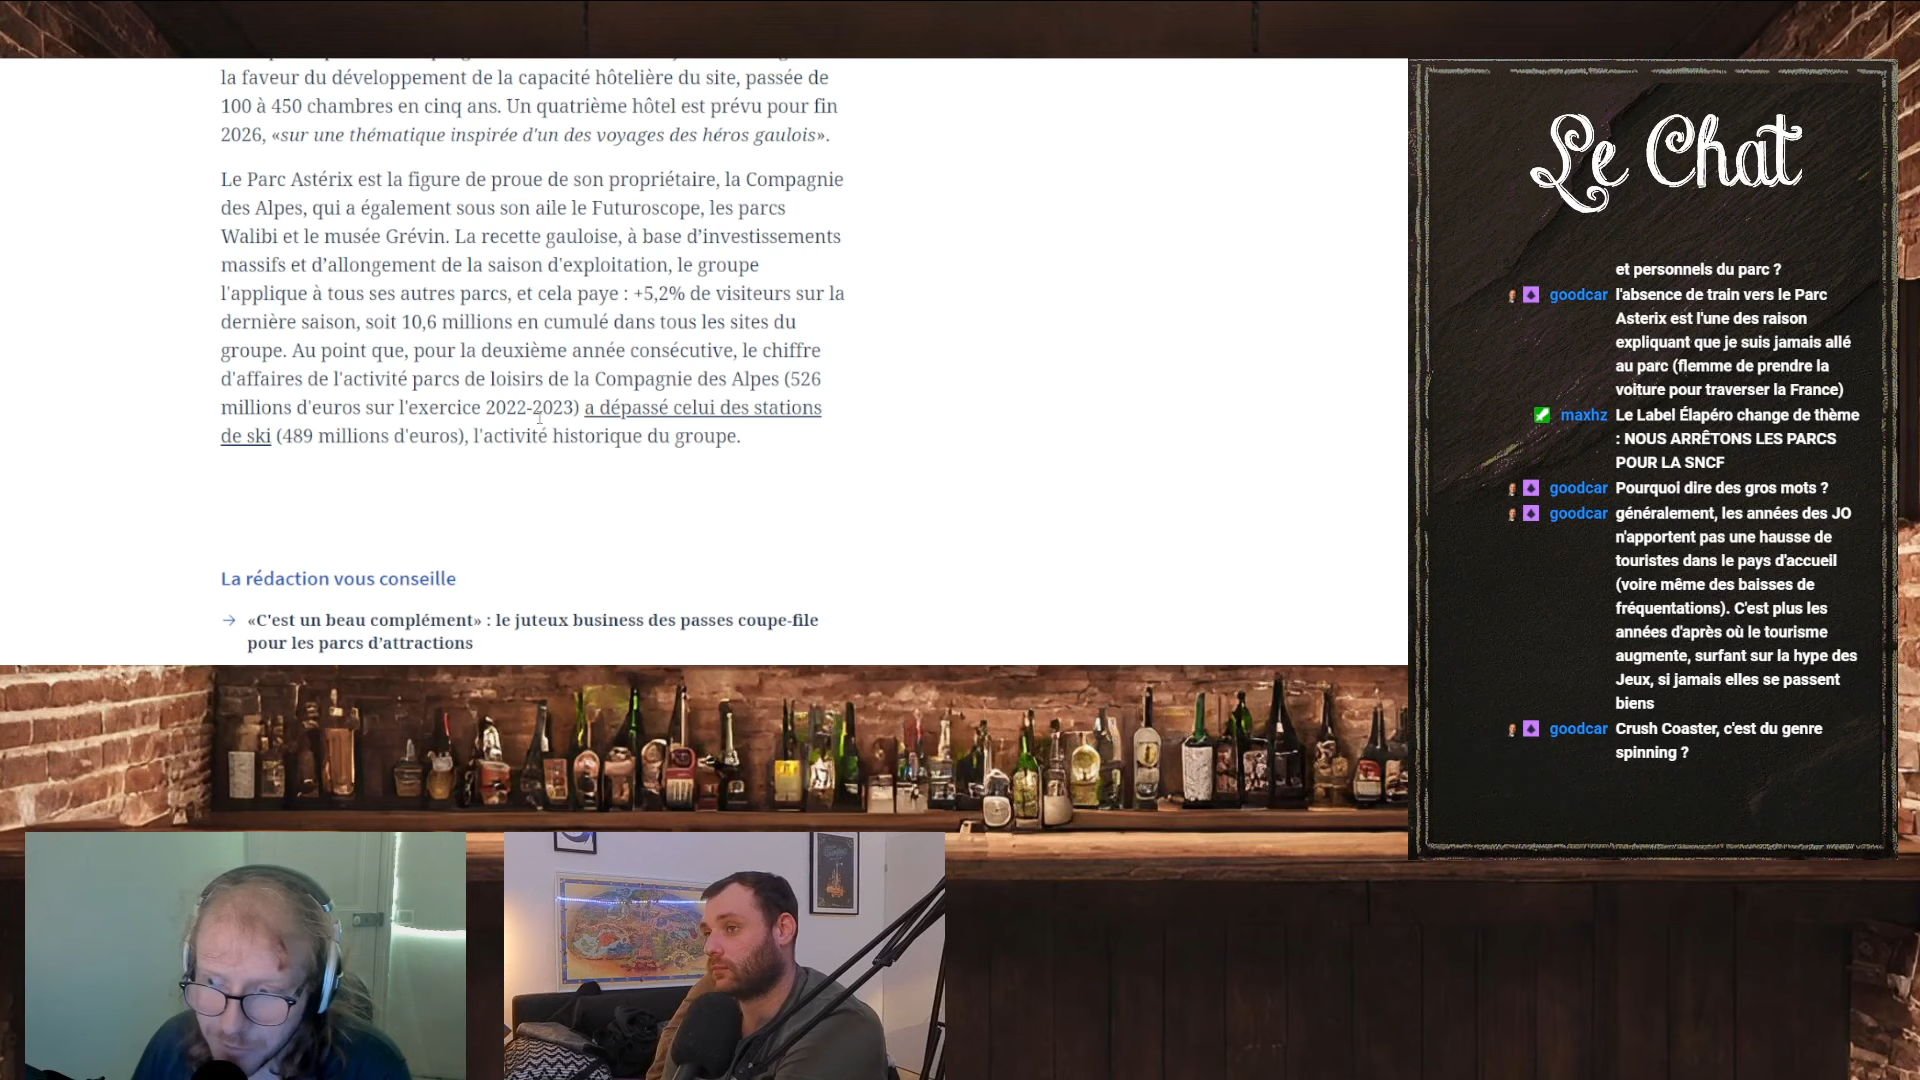 la faveur du développement de la capacité hôtelière du site, passée de
100 à 450 chambres en cinq ans. Un quatrième hôtel est prévu pour fin
2026, «sur une thématique inspirée d'un des voyages des héros gaulois».
Le Parc Astérix est la figure de proue de son propriétaire, la Compagnie
des Alpes, qui a également sous son aile le Futuroscope, les parcs
Walibi et le musée Grévin. La recette gauloise, à base d’investissements
massifs et d’allongement de la saison d'exploitation, le groupe
l'applique à tous ses autres parcs, et cela paye : +5,2% de visiteurs sur la
dernière saison, soit 10,6 millions en cumulé dans tous les sites du
groupe. Au point que, pour la deuxième année consécutive, le chiffre
d'affaires de l'activité parcs de loisirs de la Compagnie des Alpes (526
millions d'euros sur l'exercice 2022-2023) a dépassé celui des stations
de ski (489 millions d'euros), l'activité historique du groupe.
La rédaction vous conseille
→ «C'est un beau complément» : le juteux business des passes coupe-file
pour les parcs d’attractions
Le Chat
et personnels du parc ?
goodcar l'absence de train vers le Parc
Asterix est l'une des raison
expliquant que je suis jamais allé
au parc (flemme de prendre la
voiture pour traverser la France)
maxhz Le Label Élapéro change de thème
: NOUS ARRÊTONS LES PARCS
POUR LA SNCF
goodcar Pourquoi dire des gros mots ?
goodcar généralement, les années des JO
n'apportent pas une hausse de
touristes dans le pays d'accueil
(voire même des baisses de
fréquentations). C'est plus les
années d'après où le tourisme
augmente, surfant sur la hype des
Jeux, si jamais elles se passent
biens
goodcar Crush Coaster, c'est du genre
spinning ?